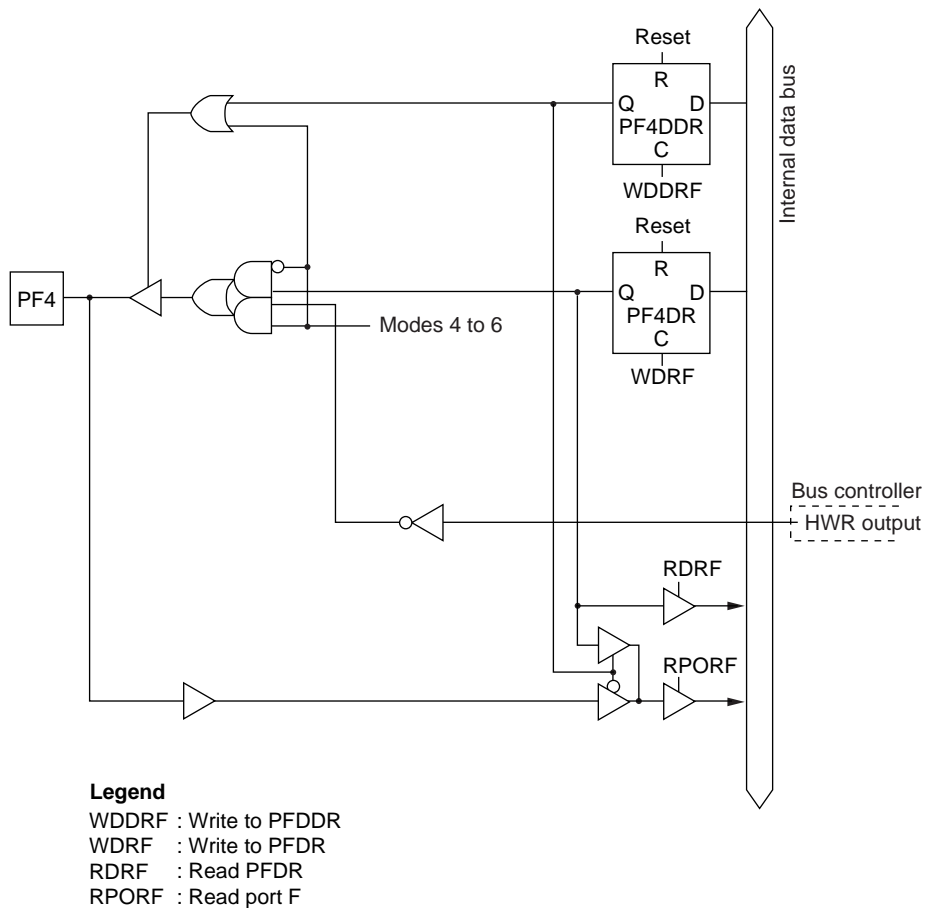 Reset
R
Q D
PF4DDR
C
WDDRF
Internal data bus
Reset
R
Q D
PF4DR
C
WDRF
PF4
Modes 4 to 6
Bus controller
HWR output
RDRF
RPORF
Legend
WDDRF : Write to PFDDR
WDRF : Write to PFDR
RDRF : Read PFDR
RPORF : Read port F